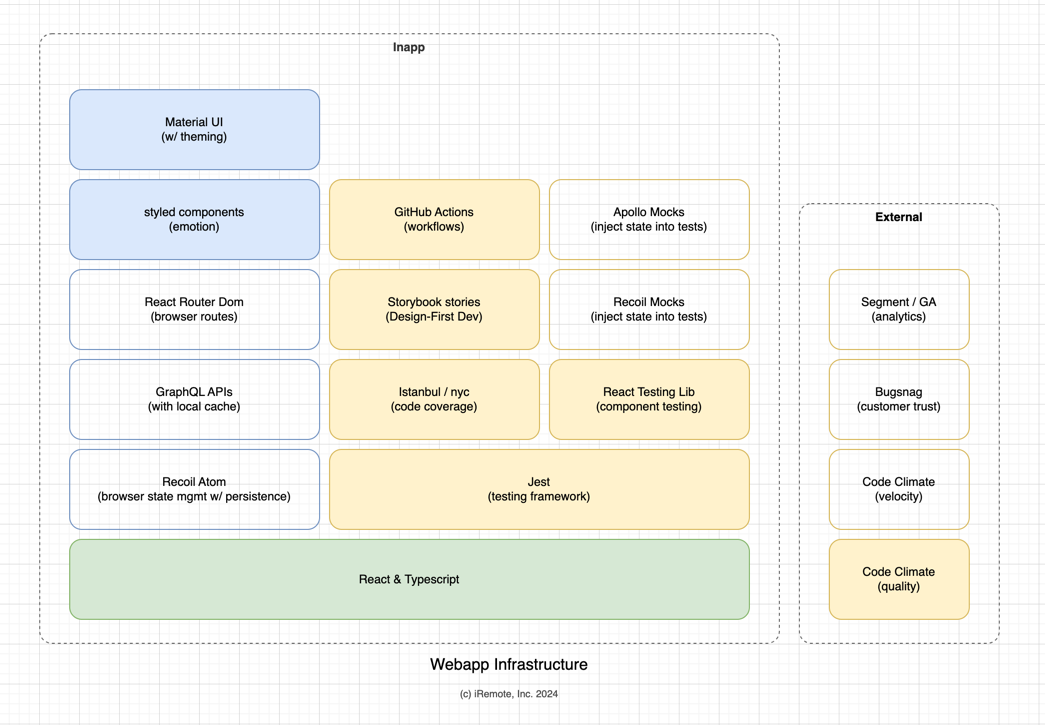 Inapp
Material UI
(w/ theming)
styled components
(emotion)
GitHub Actions
(workflows)
Apollo Mocks
(inject state into tests)
React Router Dom
(browser routes)
Storybook stories
(Design-First Dev)
Recoil Mocks
(inject state into tests)
GraphQL APIs
(with local cache)
Istanbul / nyc
(code coverage)
React Testing Lib
(component testing)
Recoil Atom
(browser state mgmt w/ persistence)
Jest
(testing framework)
React & Typescript
External
Segment / GA
(analytics)
Bugsnag
(customer trust)
Code Climate
(velocity)
Code Climate
(quality)
Webapp Infrastructure
(c) iRemote, Inc. 2024